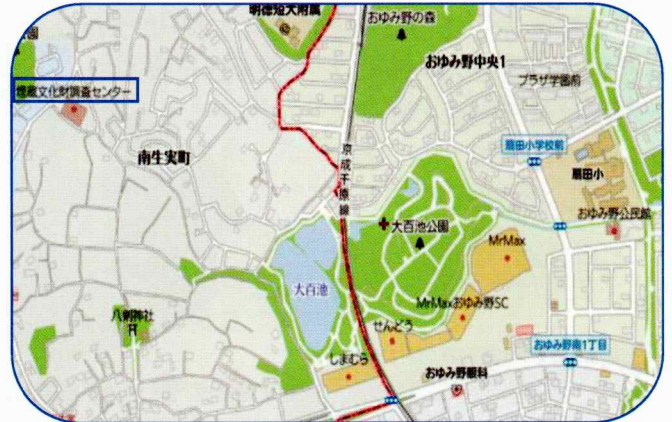 明徳短大附属
おゆみ野の森
おゆみ野中央1
プラザ学園前
埋蔵文化財調査センター
南生実町
京成千原線
扇田小学校前
扇田小
おゆみ野公民館
大百池公園
MrMax
大百池
MrMaxおゆみ野SC
八剣神社
せんどう
おゆみ野南1丁目
しまむら
おゆみ野眼科